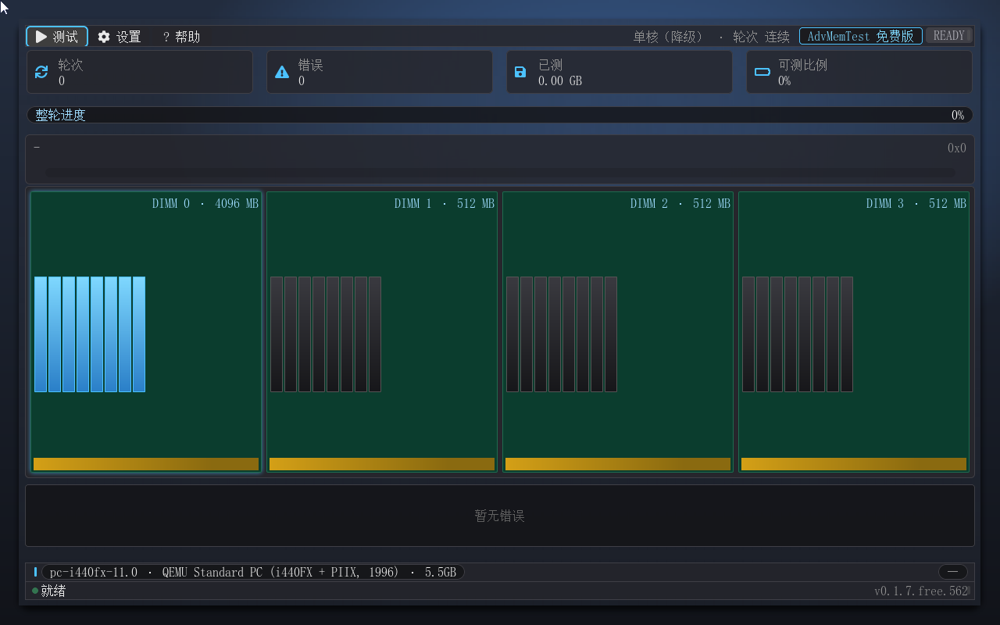 测试 设置 ? 帮助 单核（降级） · 轮次 连续 AdvMemTest 免费版 READY
轮次 错误 已测 可测比例
0 0 0.00 GB 0%
整轮进度 0%
— 0x0
DIMM 0 · 4096 MB DIMM 1 · 512 MB DIMM 2 · 512 MB DIMM 3 · 512 MB
暂无错误
pc-i440fx-11.0 · QEMU Standard PC (i440FX + PIIX, 1996) · 5.5GB —
就绪 v0.1.7.free.562